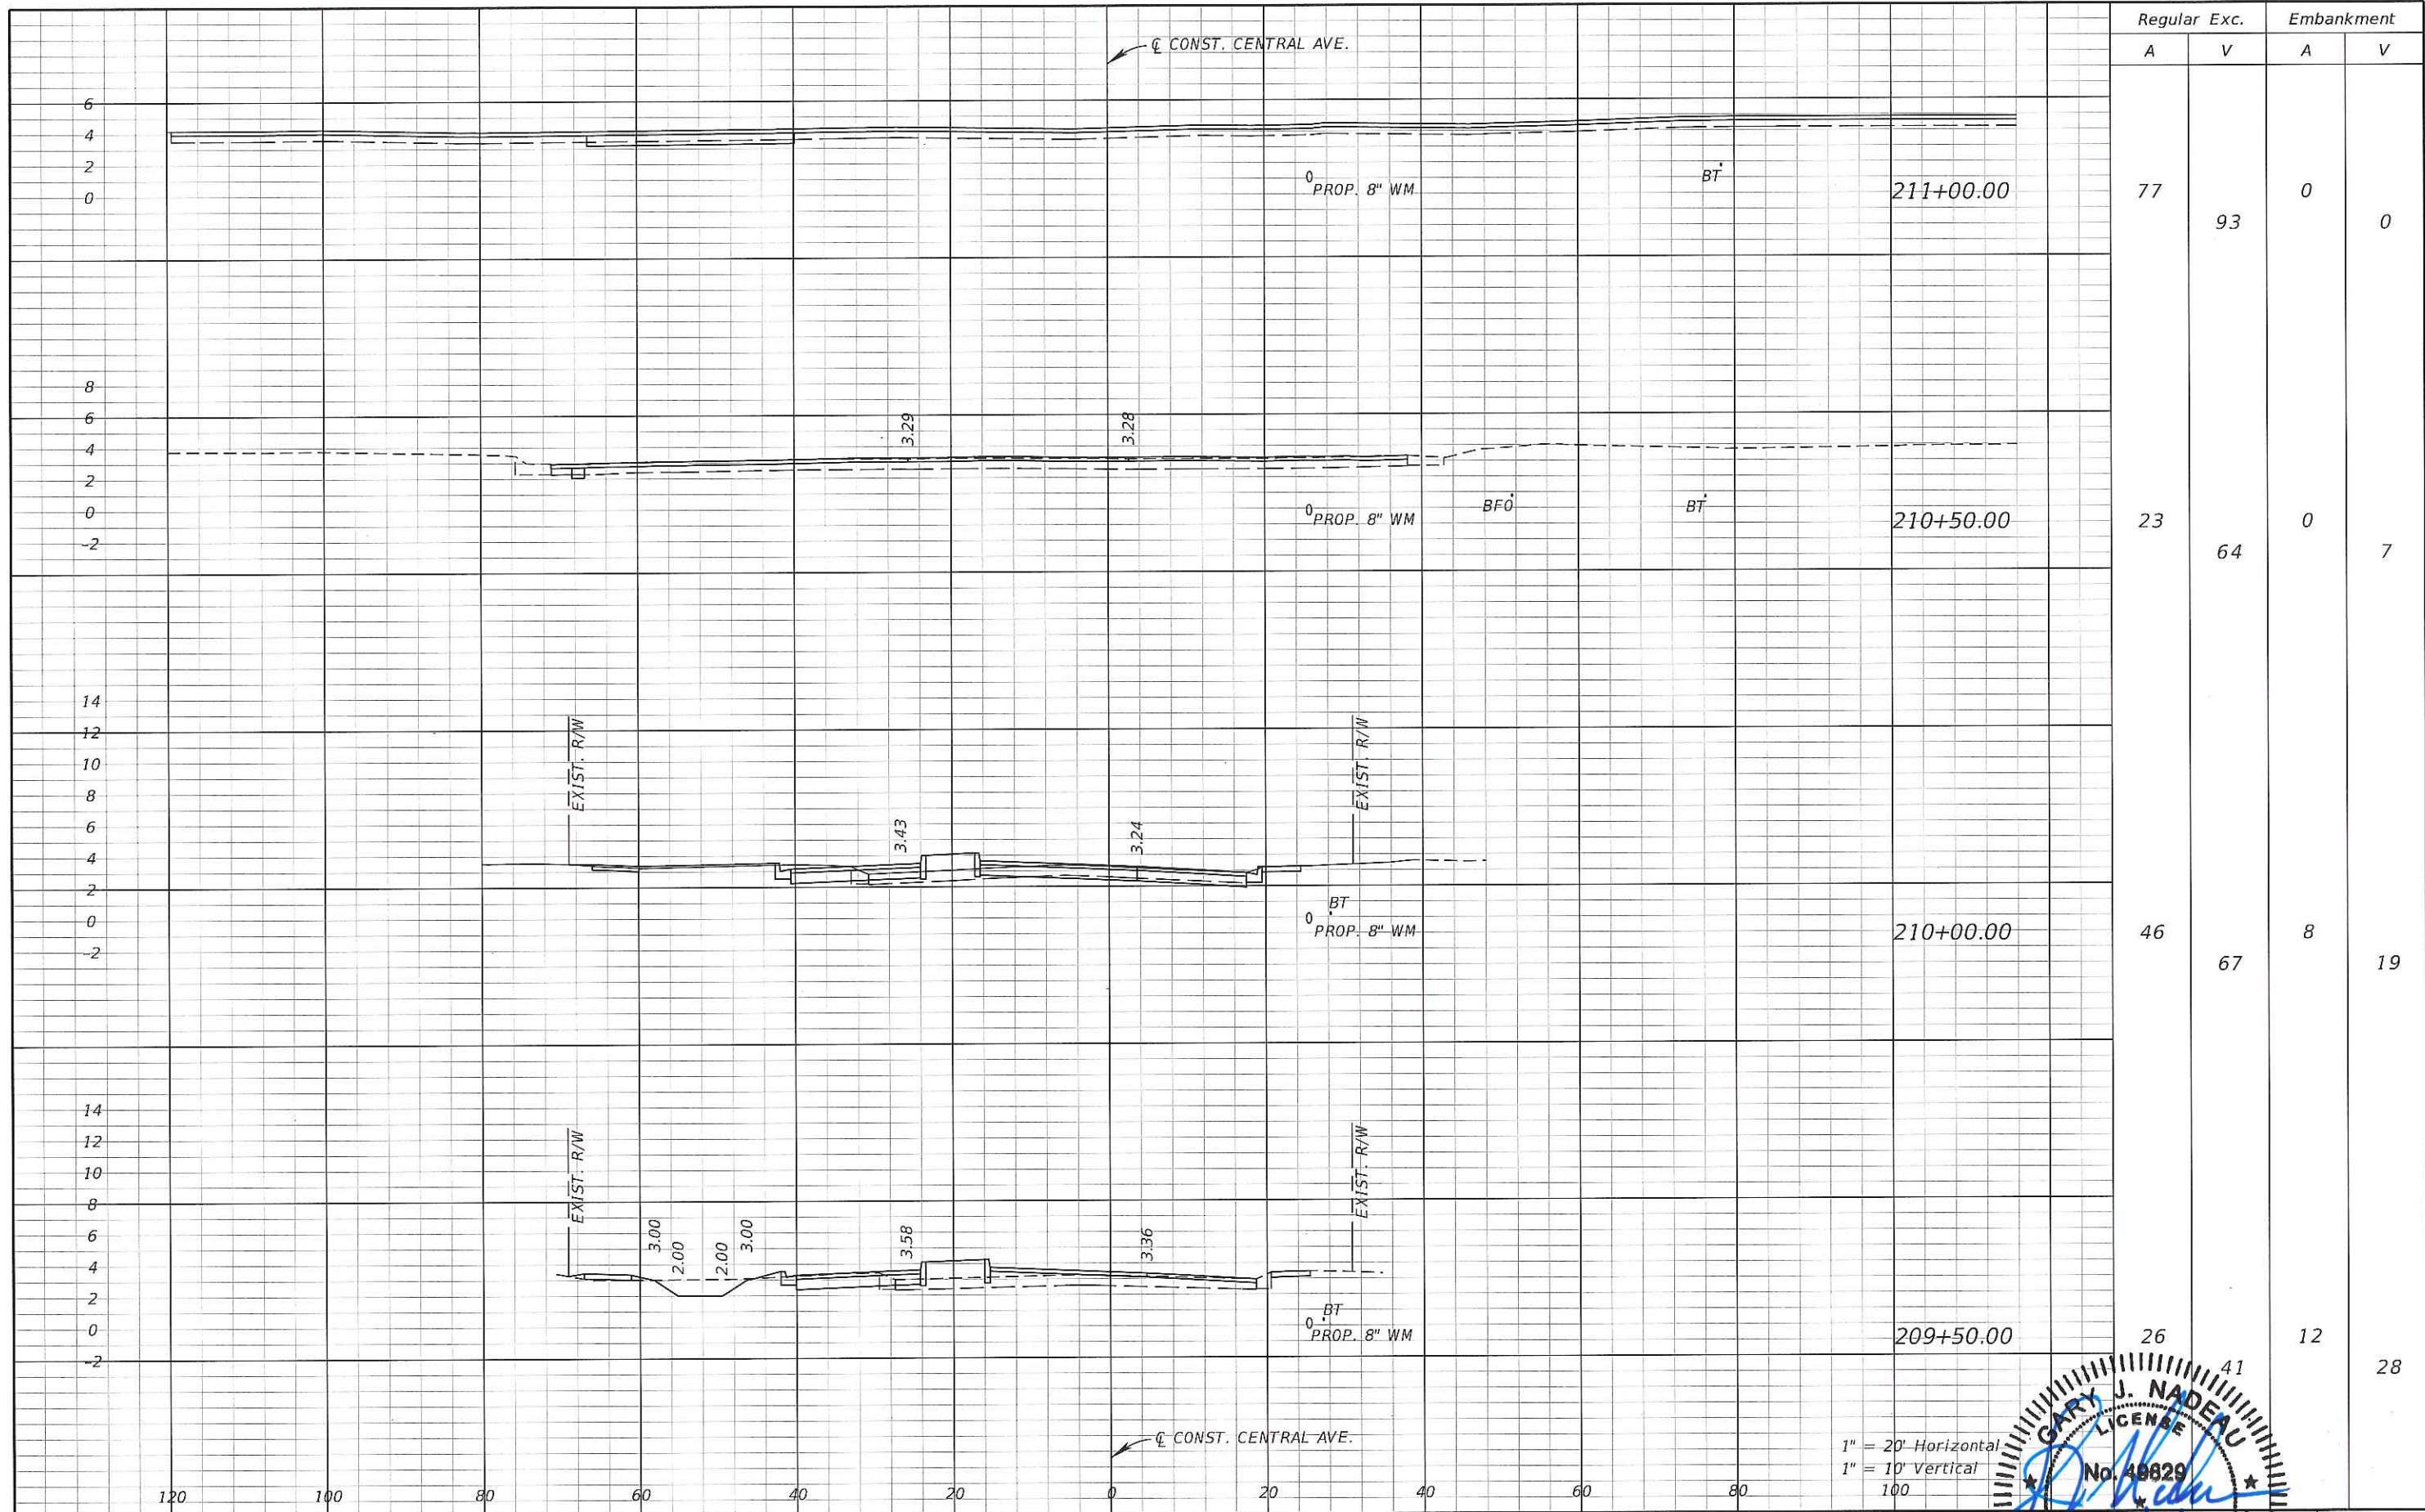 Regular Exc. Embankment
A V A V
℄ CONST. CENTRAL AVE.
6
4
2
0
BT
PROP. 8" WM
211+00.00
77 0
93 0
8
6
4
2
0
-2
3.29
3.28
BFO
BT
PROP. 8" WM
210+50.00
23 0
64 7
14
12
10
8
6
4
2
0
-2
EXIST. R/W
EXIST. R/W
3.43
3.24
BT
PROP. 8" WM
210+00.00
46 8
67 19
14
12
10
8
6
4
2
0
-2
EXIST. R/W
EXIST. R/W
3.00
2.00
2.00
3.00
3.58
3.36
BT
PROP. 8" WM
209+50.00
26 12
41 28
℄ CONST. CENTRAL AVE.
1" = 20' Horizontal
1" = 10' Vertical
GARY J. NADEAU
LICENSE
No. 49829
120 100 80 60 40 20 0 20 40 60 80 100